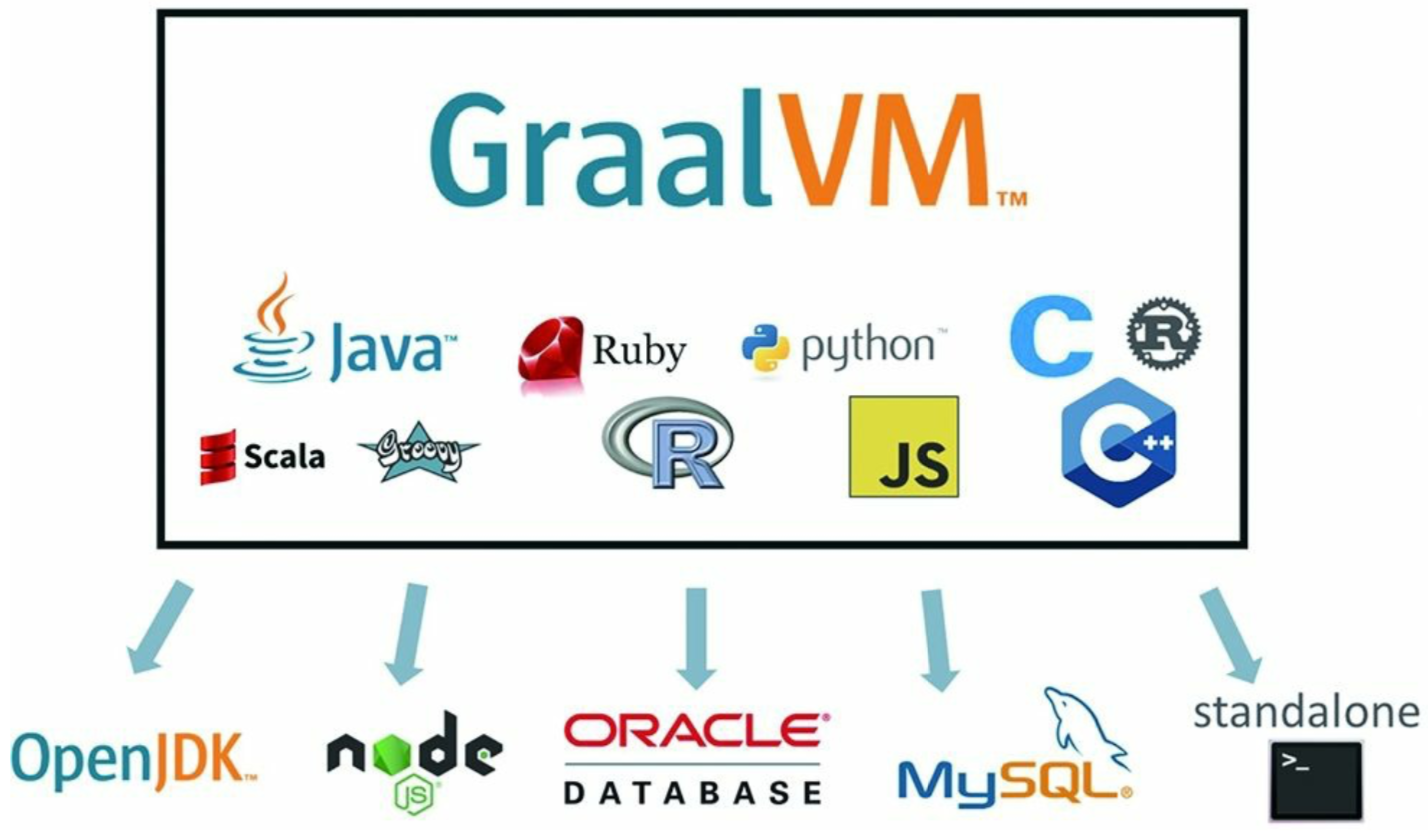 GraalVM™
Java™
Ruby
python™
C
R
Scala
Groovy
R
JS
C++
OpenJDK™
node
JS®
ORACLE®
DATABASE
MySQL®
standalone
>_